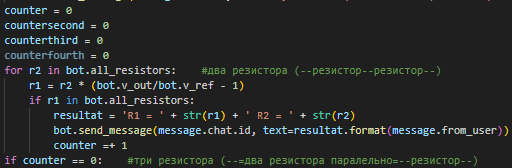 counter = 0
countersecond = 0
counterthird = 0
counterfourth = 0
for r2 in bot.all_resistors:    #два резистора (--резистор--резистор--)
    r1 = r2 * (bot.v_out/bot.v_ref - 1)
    if r1 in bot.all_resistors:
        resultat = 'R1 = ' + str(r1) + ' R2 = ' + str(r2)
        bot.send_message(message.chat.id, text=resultat.format(message.from_user))
        counter =+ 1
if counter == 0:    #три резистора (--=два резистора паралельно=--резистор--)